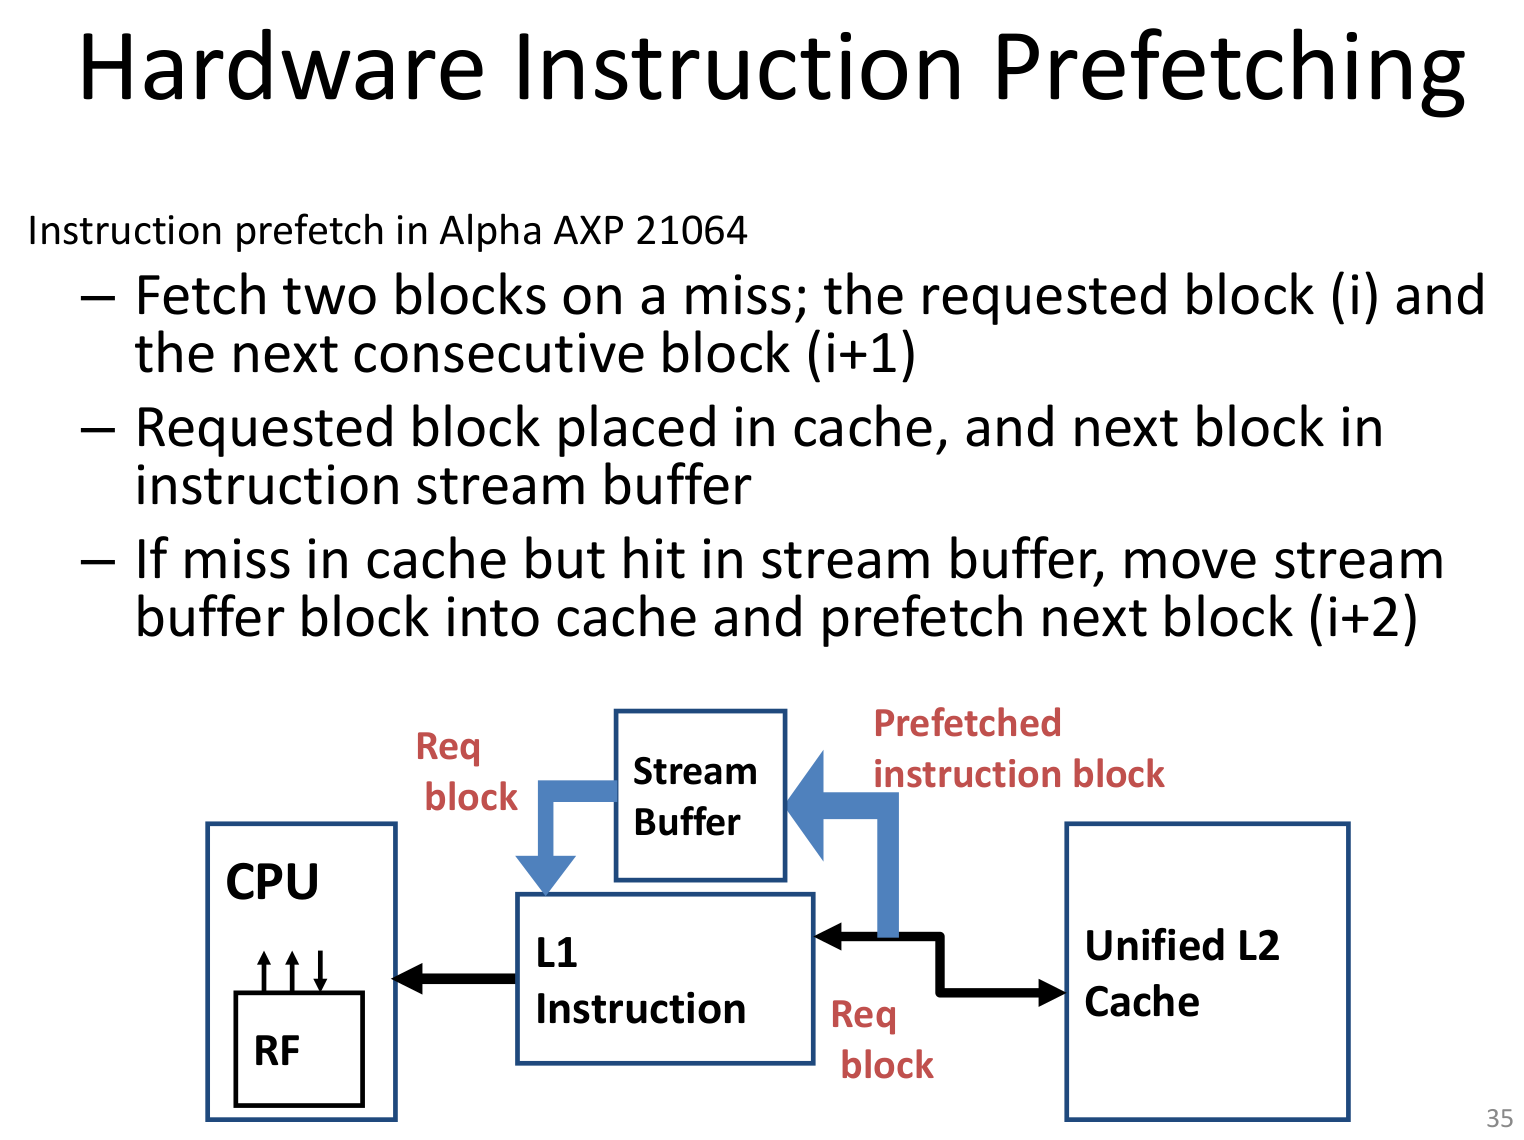 Hardware Instruction Prefetching
Instruction prefetch in Alpha AXP 21064
– Fetch two blocks on a miss; the requested block (i) and
the next consecutive block (i+1)
– Requested block placed in cache, and next block in
instruction stream buffer
– If miss in cache but hit in stream buffer, move stream
buffer block into cache and prefetch next block (i+2)
Req
block
Stream
Buffer
Prefetched
instruction block
CPU
RF
L1
Instruction
Req
block
Unified L2
Cache
35